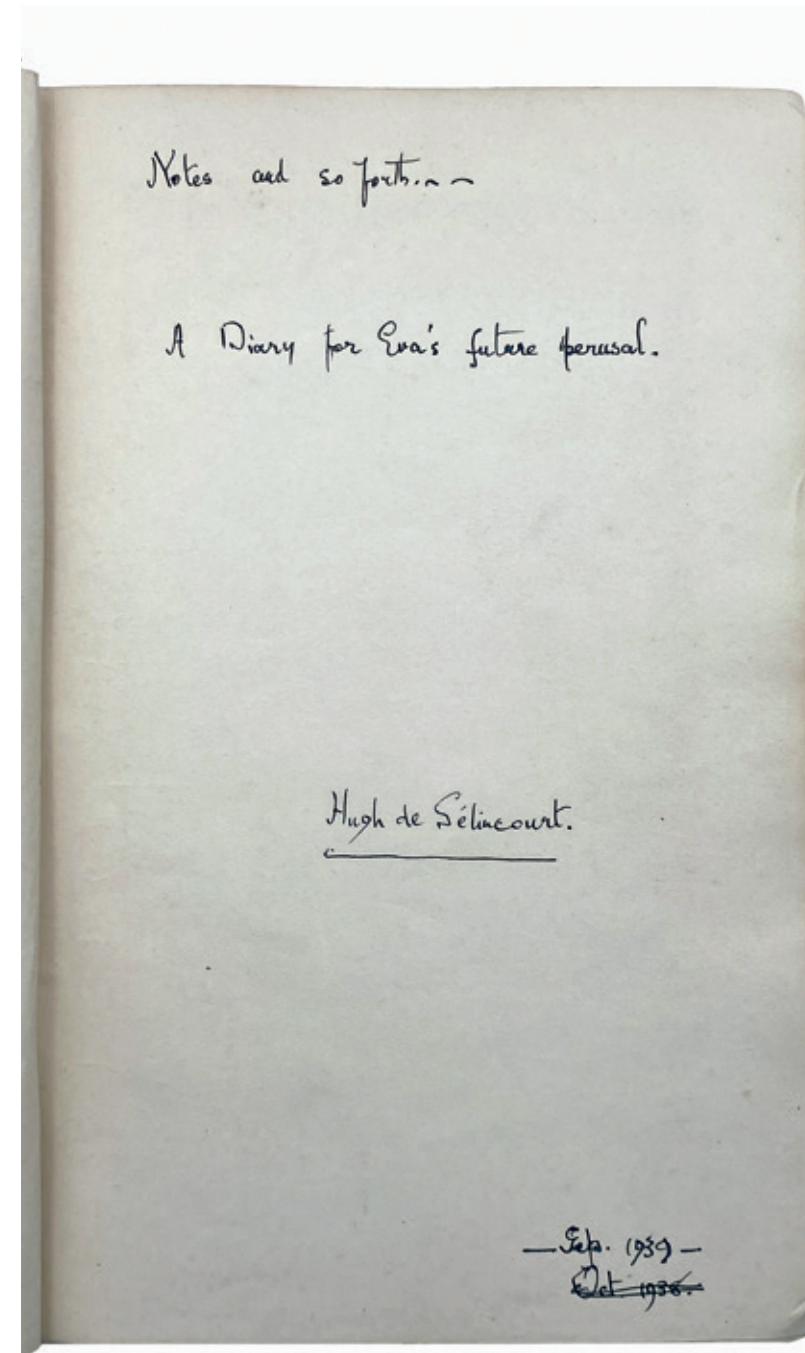 Notes and so forth. ~ ~
A Diary for Eva's future perusal.
Hugh de Sélincourt.
— Sep. 1939 —
Oct. 1938.